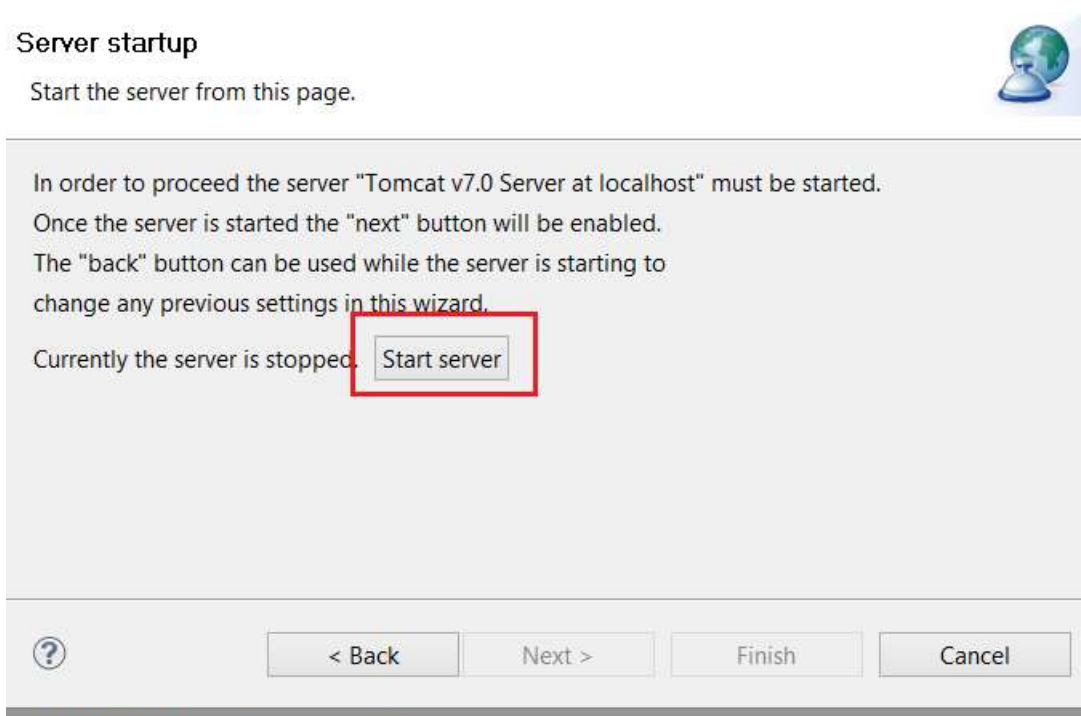 Server startup
Start the server from this page.
In order to proceed the server "Tomcat v7.0 Server at localhost" must be started.
Once the server is started the "next" button will be enabled.
The "back" button can be used while the server is starting to
change any previous settings in this wizard.
Currently the server is stopped. Start server
? < Back Next > Finish Cancel